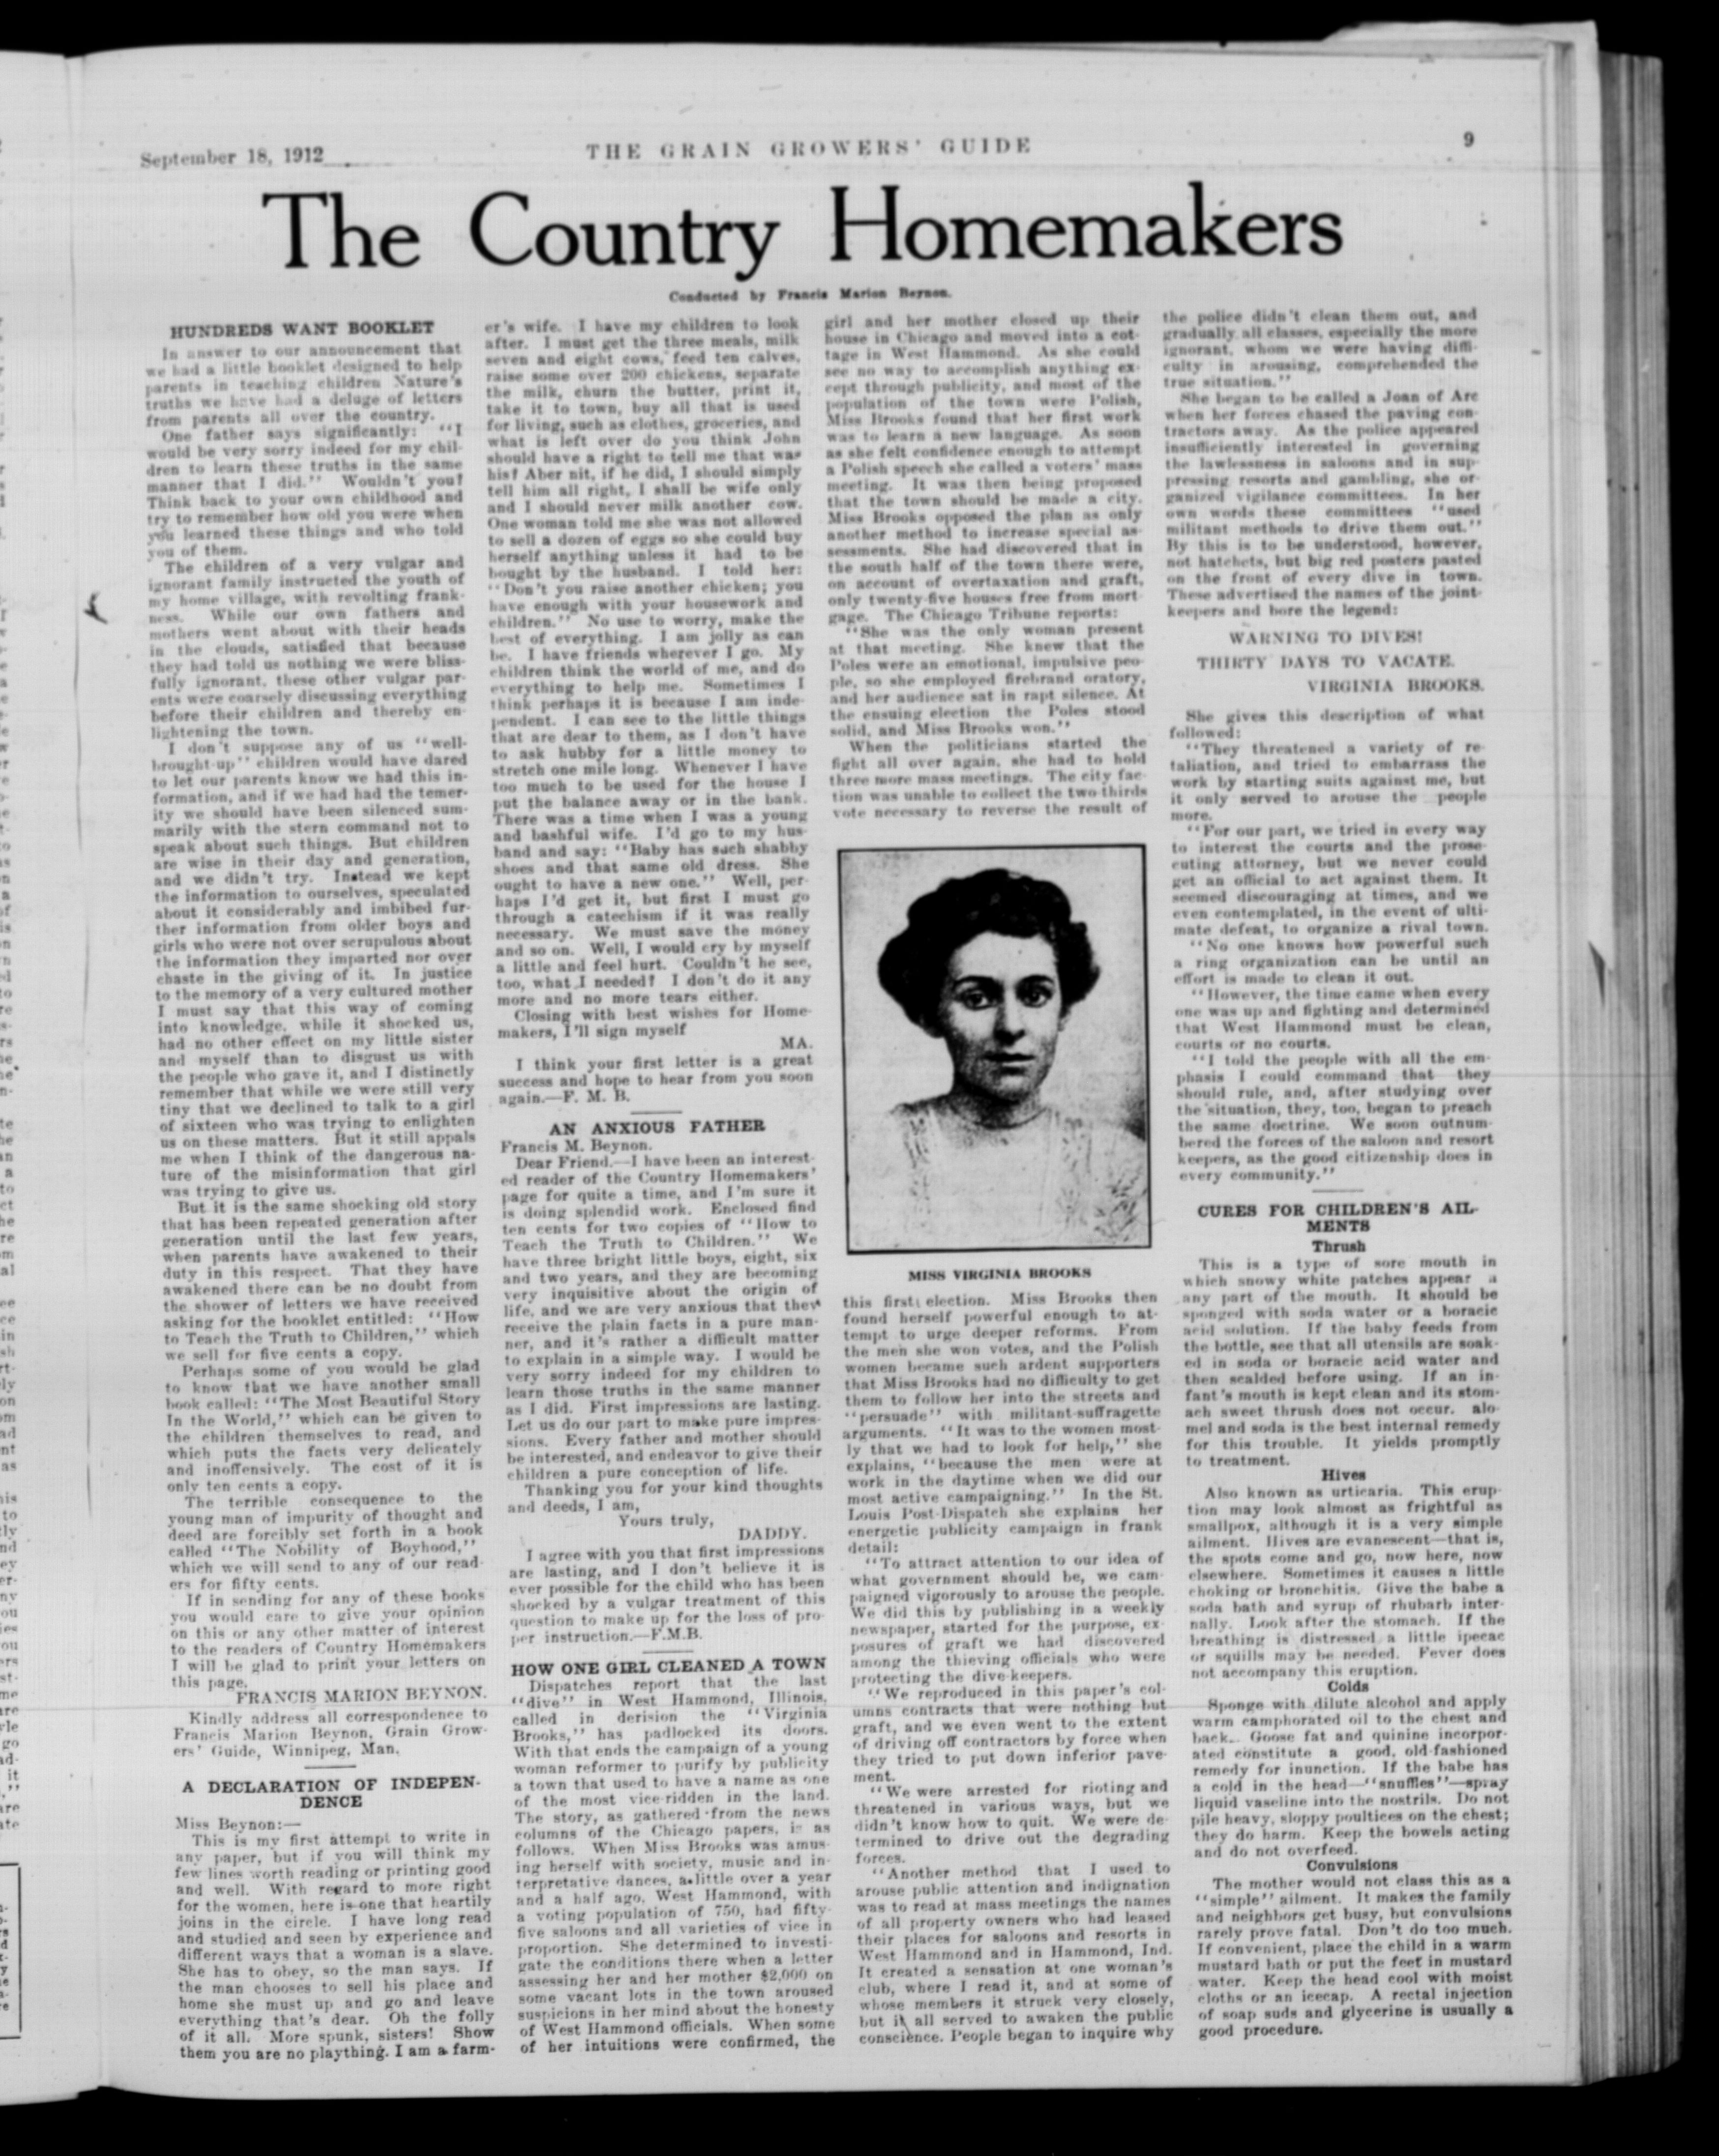 September 18, 1912
THE GRAIN GROWERS' GUIDE
9
The Country Homemakers
Conducted by Francis Marion Beynon.
HUNDREDS WANT BOOKLET
In answer to our announcement that
we had a little booklet designed to help
parents in teaching children Nature's
truths we have had a deluge of letters
from parents all over the country.
One father says significantly: "I
would be very sorry indeed for my chil-
dren to learn these truths in the same
manner that I did." Wouldn't you?
Think back to your own childhood and
try to remember how old you were when
you learned these things and who told
you of them.
The children of a very vulgar and
ignorant family instructed the youth of
my home village, with revolting frank-
ness. While our own fathers and
mothers went about with their heads
in the clouds, satisfied that because
they had told us nothing we were bliss-
fully ignorant, these other vulgar par-
ents were coarsely discussing everything
before their children and thereby en-
lightening the town.
I don't suppose any of us "well-
brought-up" children would have dared
to let our parents know we had this in-
formation, and if we had had the temer-
ity we should have been silenced sum-
marily with the stern command not to
speak about such things. But children
are wise in their day and generation,
and we didn't try. Instead we kept
the information to ourselves, speculated
about it considerably and imbibed fur-
ther information from older boys and
girls who were not over scrupulous about
the information they imparted nor over
chaste in the giving of it. In justice
to the memory of a very cultured mother
I must say that this way of coming
into knowledge, while it shocked us,
had no other effect on my little sister
and myself than to disgust us with
the people who gave it, and I distinctly
remember that while we were still very
tiny that we declined to talk to a girl
of sixteen who was trying to enlighten
us on these matters. But it still appals
me when I think of the dangerous na-
ture of the misinformation that girl
was trying to give us.
But it is the same shocking old story
that has been repeated generation after
generation until the last few years,
when parents have awakened to their
duty in this respect. That they have
awakened there can be no doubt from
the shower of letters we have received
asking for the booklet entitled: "How
to Teach the Truth to Children," which
we sell for five cents a copy.
Perhaps some of you would be glad
to know that we have another small
book called: "The Most Beautiful Story
In the World," which can be given to
the children themselves to read, and
which puts the facts very delicately
and inoffensively. The cost of it is
only ten cents a copy.
The terrible consequence to the
young man of impurity of thought and
deed are forcibly set forth in a book
called "The Nobility of Boyhood,"
which we will send to any of our read-
ers for fifty cents.
If in sending for any of these books
you would care to give your opinion
on this or any other matter of interest
to the readers of Country Homemakers
I will be glad to print your letters on
this page.
FRANCIS MARION BEYNON.
Kindly address all correspondence to
Francis Marion Beynon, Grain Grow-
ers' Guide, Winnipeg, Man.
A DECLARATION OF INDEPEN-
DENCE
Miss Beynon:—
This is my first attempt to write in
any paper, but if you will think my
few lines worth reading or printing good
and well. With regard to more right
for the women, here is one that heartily
joins in the circle. I have long read
and studied and seen by experience and
different ways that a woman is a slave.
She has to obey, so the man says. If
the man chooses to sell his place and
home she must up and go and leave
everything that's dear. Oh the folly
of it all. More spunk, sisters! Show
them you are no plaything. I am a farm-
er's wife. I have my children to look
after. I must get the three meals, milk
seven and eight cows, feed ten calves,
raise some over 200 chickens, separate
the milk, churn the butter, print it,
take it to town, buy all that is used
for living, such as clothes, groceries, and
what is left over do you think John
should have a right to tell me that was
his? Aber nit, if he did, I should simply
tell him all right, I shall be wife only
and I should never milk another cow.
One woman told me she was not allowed
to sell a dozen of eggs so she could buy
herself anything unless it had to be
bought by the husband. I told her:
"Don't you raise another chicken; you
have enough with your housework and
children." No use to worry, make the
best of everything. I am jolly as can
be. I have friends wherever I go. My
children think the world of me, and do
everything to help me. Sometimes I
think perhaps it is because I am inde-
pendent. I can see to the little things
that are dear to them, as I don't have
to ask hubby for a little money to
stretch one mile long. Whenever I have
too much to be used for the house I
put the balance away or in the bank.
There was a time when I was a young
and bashful wife. I'd go to my hus-
band and say: "Baby has such shabby
shoes and that same old dress. She
ought to have a new one." Well, per-
haps I'd get it, but first I must go
through a catechism if it was really
necessary. We must save the money
and so on. Well, I would cry by myself
a little and feel hurt. Couldn't he see,
too, what I needed? I don't do it any
more and no more tears either.
Closing with best wishes for Home-
makers, I'll sign myself
MA.
I think your first letter is a great
success and hope to hear from you soon
again.—F. M. B.
AN ANXIOUS FATHER
Francis M. Beynon.
Dear Friend.—I have been an interest-
ed reader of the Country Homemakers'
page for quite a time, and I'm sure it
is doing splendid work. Enclosed find
ten cents for two copies of "How to
Teach the Truth to Children." We
have three bright little boys, eight, six
and two years, and they are becoming
very inquisitive about the origin of
life, and we are very anxious that they
receive the plain facts in a pure man-
ner, and it's rather a difficult matter
to explain in a simple way. I would be
very sorry indeed for my children to
learn those truths in the same manner
as I did. First impressions are lasting.
Let us do our part to make pure impres-
sions. Every father and mother should
be interested, and endeavor to give their
children a pure conception of life.
Thanking you for your kind thoughts
and deeds, I am,
Yours truly,
DADDY.
I agree with you that first impressions
are lasting, and I don't believe it is
ever possible for the child who has been
shocked by a vulgar treatment of this
question to make up for the loss of pro-
per instruction.—F.M.B.
HOW ONE GIRL CLEANED A TOWN
Dispatches report that the last
"dive" in West Hammond, Illinois,
called in derision the "Virginia
Brooks," has padlocked its doors.
With that ends the campaign of a young
woman reformer to purify by publicity
a town that used to have a name as one
of the most vice-ridden in the land.
The story, as gathered from the news
columns of the Chicago papers, is as
follows. When Miss Brooks was amus-
ing herself with society, music and in-
terpretative dances, a little over a year
and a half ago, West Hammond, with
a voting population of 750, had fifty-
five saloons and all varieties of vice in
proportion. She determined to investi-
gate the conditions there when a letter
assessing her and her mother $2,000 on
some vacant lots in the town aroused
suspicions in her mind about the honesty
of West Hammond officials. When some
of her intuitions were confirmed, the
girl and her mother closed up their
house in Chicago and moved into a cot-
tage in West Hammond. As she could
see no way to accomplish anything ex-
cept through publicity, and most of the
population of the town were Polish,
Miss Brooks found that her first work
was to learn a new language. As soon
as she felt confidence enough to attempt
a Polish speech she called a voters' mass
meeting. It was then being proposed
that the town should be made a city.
Miss Brooks opposed the plan as only
another method to increase special as-
sessments. She had discovered that in
the south half of the town there were,
on account of overtaxation and graft,
only twenty-five houses free from mort-
gage. The Chicago Tribune reports:
"She was the only woman present
at that meeting. She knew that the
Poles were an emotional, impulsive peo-
ple, so she employed firebrand oratory,
and her audience sat in rapt silence. At
the ensuing election the Poles stood
solid, and Miss Brooks won."
When the politicians started the
fight all over again, she had to hold
three more mass meetings. The city fac-
tion was unable to collect the two-thirds
vote necessary to reverse the result of
MISS VIRGINIA BROOKS
this first election. Miss Brooks then
found herself powerful enough to at-
tempt to urge deeper reforms. From
the men she won votes, and the Polish
women became such ardent supporters
that Miss Brooks had no difficulty to get
them to follow her into the streets and
"persuade" with militant-suffragette
arguments. "It was to the women most-
ly that we had to look for help," she
explains, "because the men were at
work in the daytime when we did our
most active campaigning." In the St.
Louis Post-Dispatch she explains her
energetic publicity campaign in frank
detail:
"To attract attention to our idea of
what government should be, we cam-
paigned vigorously to arouse the people.
We did this by publishing in a weekly
newspaper, started for the purpose, ex-
posures of graft we had discovered
among the thieving officials who were
protecting the dive-keepers.
"We reproduced in this paper's col-
umns contracts that were nothing but
graft, and we even went to the extent
of driving off contractors by force when
they tried to put down inferior pave-
ment.
"We were arrested for rioting and
threatened in various ways, but we
didn't know how to quit. We were de-
termined to drive out the degrading
forces.
"Another method that I used to
arouse public attention and indignation
was to read at mass meetings the names
of all property owners who had leased
their places for saloons and resorts in
West Hammond and in Hammond, Ind.
It created a sensation at one woman's
club, where I read it, and at some of
whose members it struck very closely,
but it all served to awaken the public
conscience. People began to inquire why
the police didn't clean them out, and
gradually all classes, especially the more
ignorant, whom we were having diffi-
culty in arousing, comprehended the
true situation."
She began to be called a Joan of Arc
when her forces chased the paving con-
tractors away. As the police appeared
insufficiently interested in governing
the lawlessness in saloons and in sup-
pressing resorts and gambling, she or-
ganized vigilance committees. In her
own words these committees "used
militant methods to drive them out."
By this is to be understood, however,
not hatchets, but big red posters pasted
on the front of every dive in town.
These advertised the names of the joint-
keepers and bore the legend:
WARNING TO DIVES!
THIRTY DAYS TO VACATE.
VIRGINIA BROOKS.
She gives this description of what
followed:
"They threatened a variety of re-
taliation, and tried to embarrass the
work by starting suits against me, but
it only served to arouse the people
more.
"For our part, we tried in every way
to interest the courts and the prose-
cuting attorney, but we never could
get an official to act against them. It
seemed discouraging at times, and we
even contemplated, in the event of ulti-
mate defeat, to organize a rival town.
"No one knows how powerful such
a ring organization can be until an
effort is made to clean it out.
"However, the time came when every
one was up and fighting and determined
that West Hammond must be clean,
courts or no courts.
"I told the people with all the em-
phasis I could command that they
should rule, and, after studying over
the situation, they, too, began to preach
the same doctrine. We soon outnum-
bered the forces of the saloon and resort
keepers, as the good citizenship does in
every community."
CURES FOR CHILDREN'S AIL-
MENTS
Thrush
This is a type of sore mouth in
which snowy white patches appear a
any part of the mouth. It should be
sponged with soda water or a boracic
acid solution. If the baby feeds from
the bottle, see that all utensils are soak-
ed in soda or boracic acid water and
then scalded before using. If an in-
fant's mouth is kept clean and its stom-
ach sweet thrush does not occur. alo-
mel and soda is the best internal remedy
for this trouble. It yields promptly
to treatment.
Hives
Also known as urticaria. This erup-
tion may look almost as frightful as
smallpox, although it is a very simple
ailment. Hives are evanescent—that is,
the spots come and go, now here, now
elsewhere. Sometimes it causes a little
choking or bronchitis. Give the babe a
soda bath and syrup of rhubarb inter-
nally. Look after the stomach. If the
breathing is distressed a little ipecac
or squills may be needed. Fever does
not accompany this eruption.
Colds
Sponge with dilute alcohol and apply
warm camphorated oil to the chest and
back. Goose fat and quinine incorpor-
ated constitute a good, old-fashioned
remedy for inunction. If the babe has
a cold in the head—"snuffles"—spray
liquid vaseline into the nostrils. Do not
pile heavy, sloppy poultices on the chest;
they do harm. Keep the bowels acting
and do not overfeed.
Convulsions
The mother would not class this as a
"simple" ailment. It makes the family
and neighbors get busy, but convulsions
rarely prove fatal. Don't do too much.
If convenient, place the child in a warm
mustard bath or put the feet in mustard
water. Keep the head cool with moist
cloths or an icecap. A rectal injection
of soap suds and glycerine is usually a
good procedure.